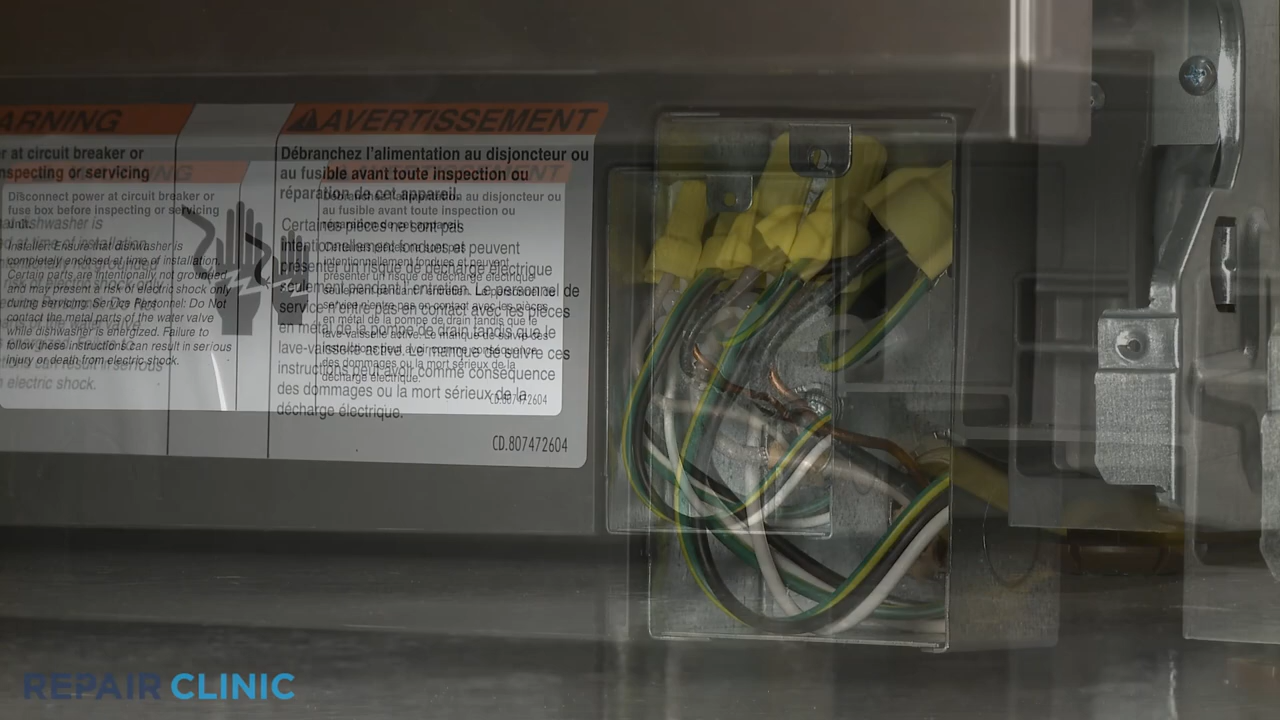 ARNING
er at circuit breaker or
nspecting or servicing
AVERTISSEMENT
Débranchez l'alimentation au disjoncteur ou
au fusible avant toute inspection ou
réparation de cet appareil.
Certaines pièces ne sont pas
intentionnellement fondues et peuvent
présenter un risque de décharge électrique
seulement pendant l'entretien. Le personnel de
service n'entre pas en contact avec les pièces
en métal de la pompe de drain tandis que le
lave-vaisselle active. Le manque de suivre ces
instructions peut avoir comme conséquence
des dommages ou la mort sérieux de la
décharge électrique.
CD.807472604
Disconnect power at circuit breaker or
fuse box before inspecting or servicing
unit.
Installer: Ensure that dishwasher is
completely enclosed at time of installation.
Certain parts are intentionally not grounded
and may present a risk of electric shock only
during servicing. Service Personnel: Do Not
contact the metal parts of the water valve
while dishwasher is energized. Failure to
follow these instructions can result in serious
injury or death from electric shock.
electric shock.
CD.807472604
REPAIR CLINIC